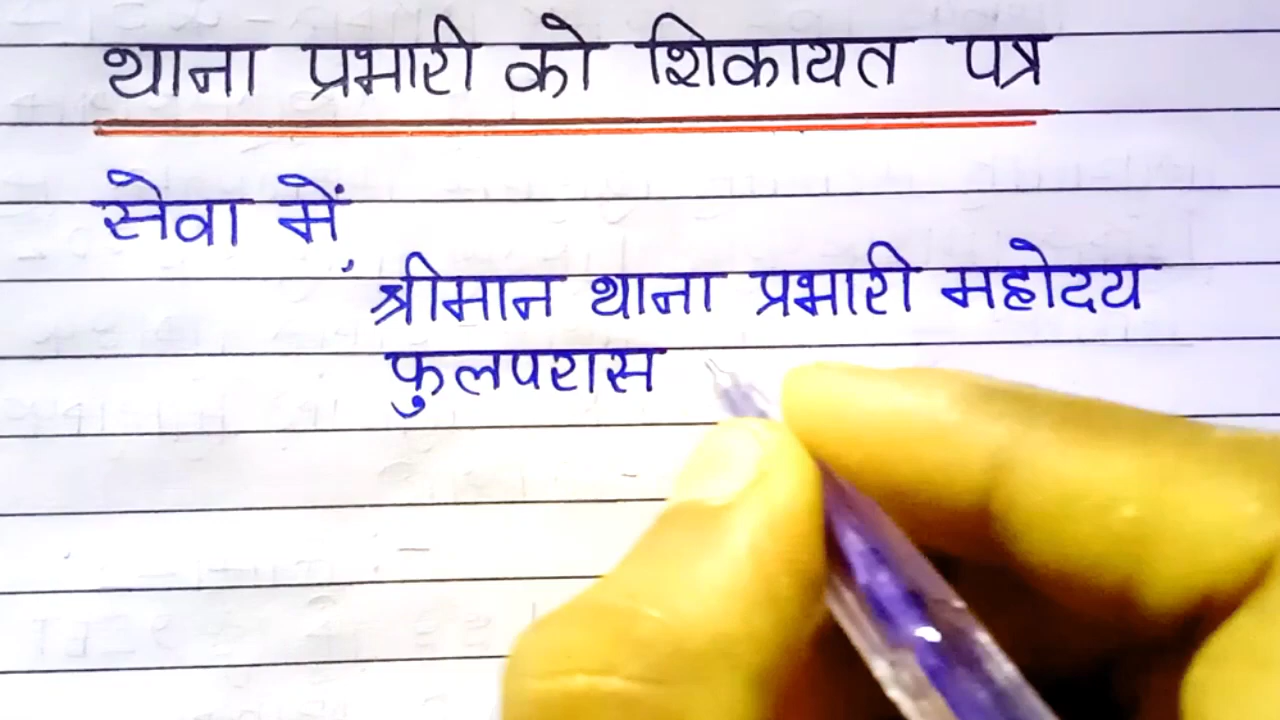 थाना प्रभारी को शिकायत पत्र
सेवा में,
श्रीमान थाना प्रभारी महोदय
फुलपरास